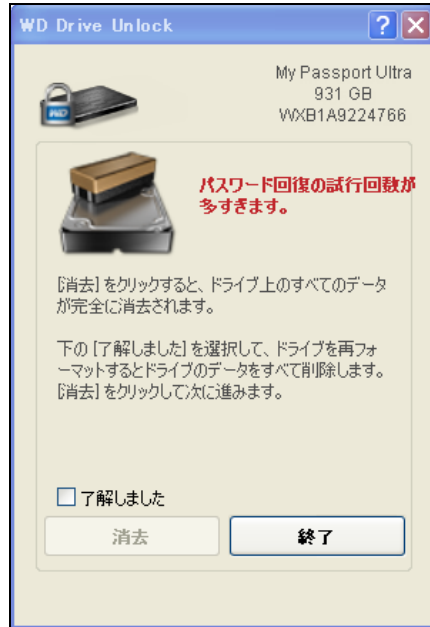 WD Drive Unlock
My Passport Ultra
931 GB
WXB1A9224766
WD
パスワード回復の試行回数が
多すぎます。
[消去] をクリックすると、ドライブ上のすべてのデータ
が完全に消去されます。
下の [了解しました] を選択して、ドライブを再フォ
ーマットするとドライブのデータをすべて削除します。
[消去] をクリックして次に進みます。
了解しました
消去
終了